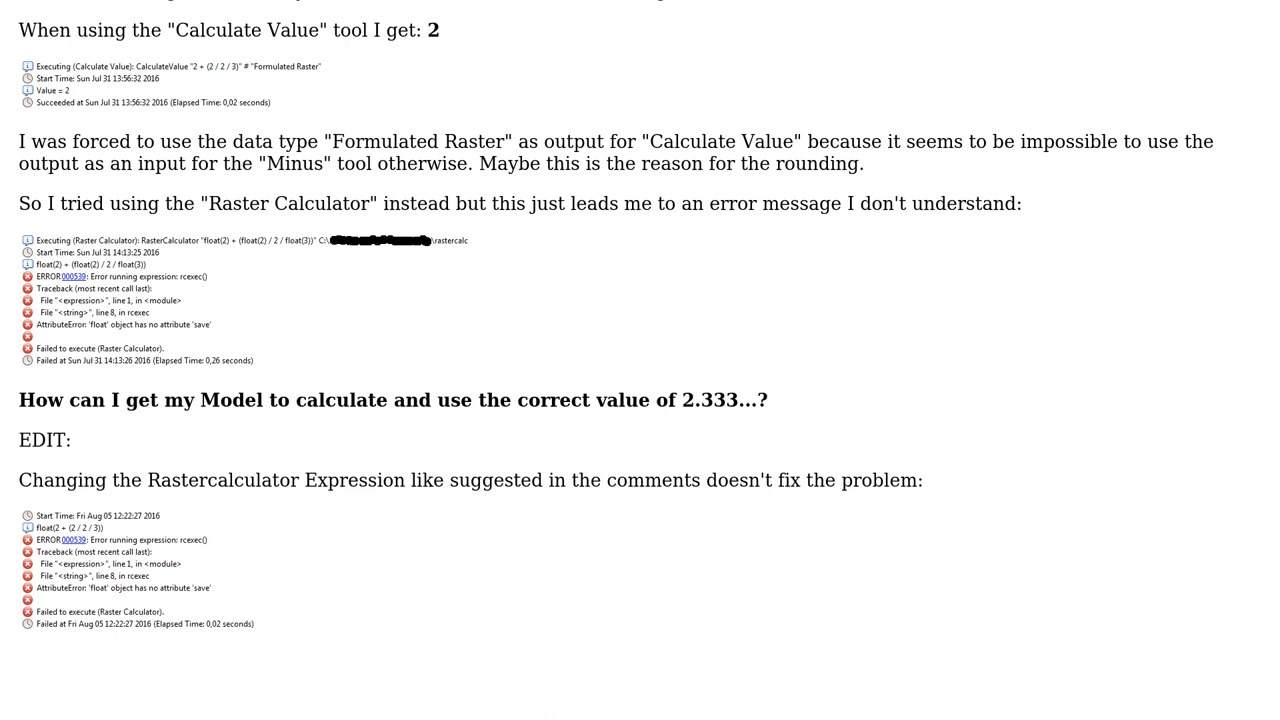 When using the "Calculate Value" tool I get: 2
Executing (Calculate Value): CalculateValue "2 + (2 / 2 / 3)" # "Formulated Raster"
Start Time: Sun Jul 31 13:56:32 2016
Value = 2
Succeeded at Sun Jul 31 13:56:32 2016 (Elapsed Time: 0,02 seconds)
I was forced to use the data type "Formulated Raster" as output for "Calculate Value" because it seems to be impossible to use the
output as an input for the "Minus" tool otherwise. Maybe this is the reason for the rounding.
So I tried using the "Raster Calculator" instead but this just leads me to an error message I don't understand:
Executing (Raster Calculator): RasterCalculator "float(2) + (float(2) / 2 / float(3))" C:\ \rastercalc
Start Time: Sun Jul 31 14:13:25 2016
float(2) + (float(2) / 2 / float(3))
ERROR 000539: Error running expression: rcexec()
Traceback (most recent call last):
File "<expression>", line 1, in <module>
File "<string>", line 8, in rcexec
AttributeError: 'float' object has no attribute 'save'
Failed to execute (Raster Calculator).
Failed at Sun Jul 31 14:13:26 2016 (Elapsed Time: 0,26 seconds)
How can I get my Model to calculate and use the correct value of 2.333...?
EDIT:
Changing the Rastercalculator Expression like suggested in the comments doesn't fix the problem:
Start Time: Fri Aug 05 12:22:27 2016
float(2 + (2 / 2 / 3))
ERROR 000539: Error running expression: rcexec()
Traceback (most recent call last):
File "<expression>", line 1, in <module>
File "<string>", line 8, in rcexec
AttributeError: 'float' object has no attribute 'save'
Failed to execute (Raster Calculator).
Failed at Fri Aug 05 12:22:27 2016 (Elapsed Time: 0,02 seconds)